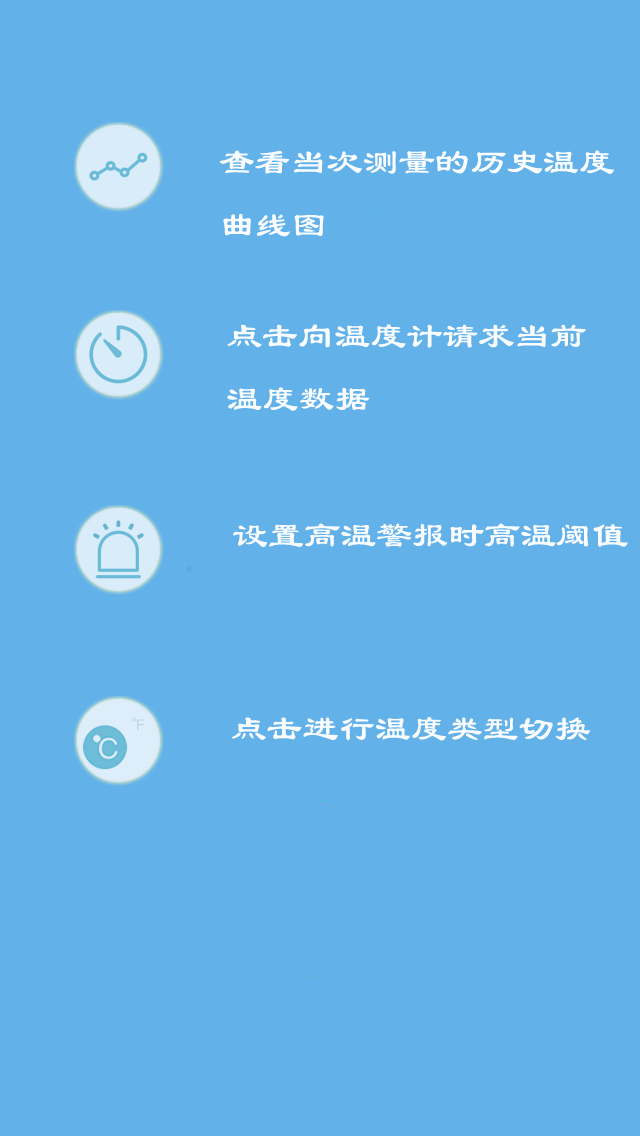 查看当次测量的历史温度
曲线图
点击向温度计请求当前
温度数据
设置高温警报时高温阈值
°F
°C
点击进行温度类型切换